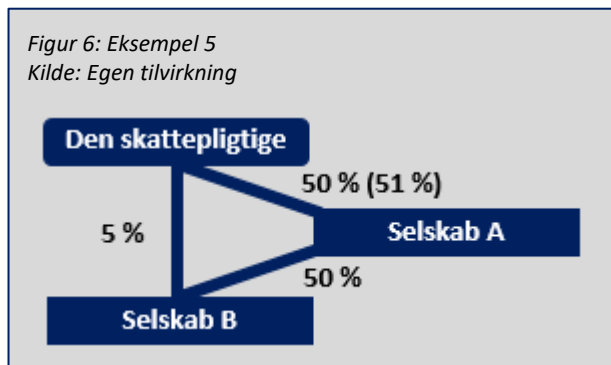 Figur 6: Eksempel 5
Kilde: Egen tilvirkning
Den skattepligtige
50 % (51 %)
5 %
Selskab A
50 %
Selskab B